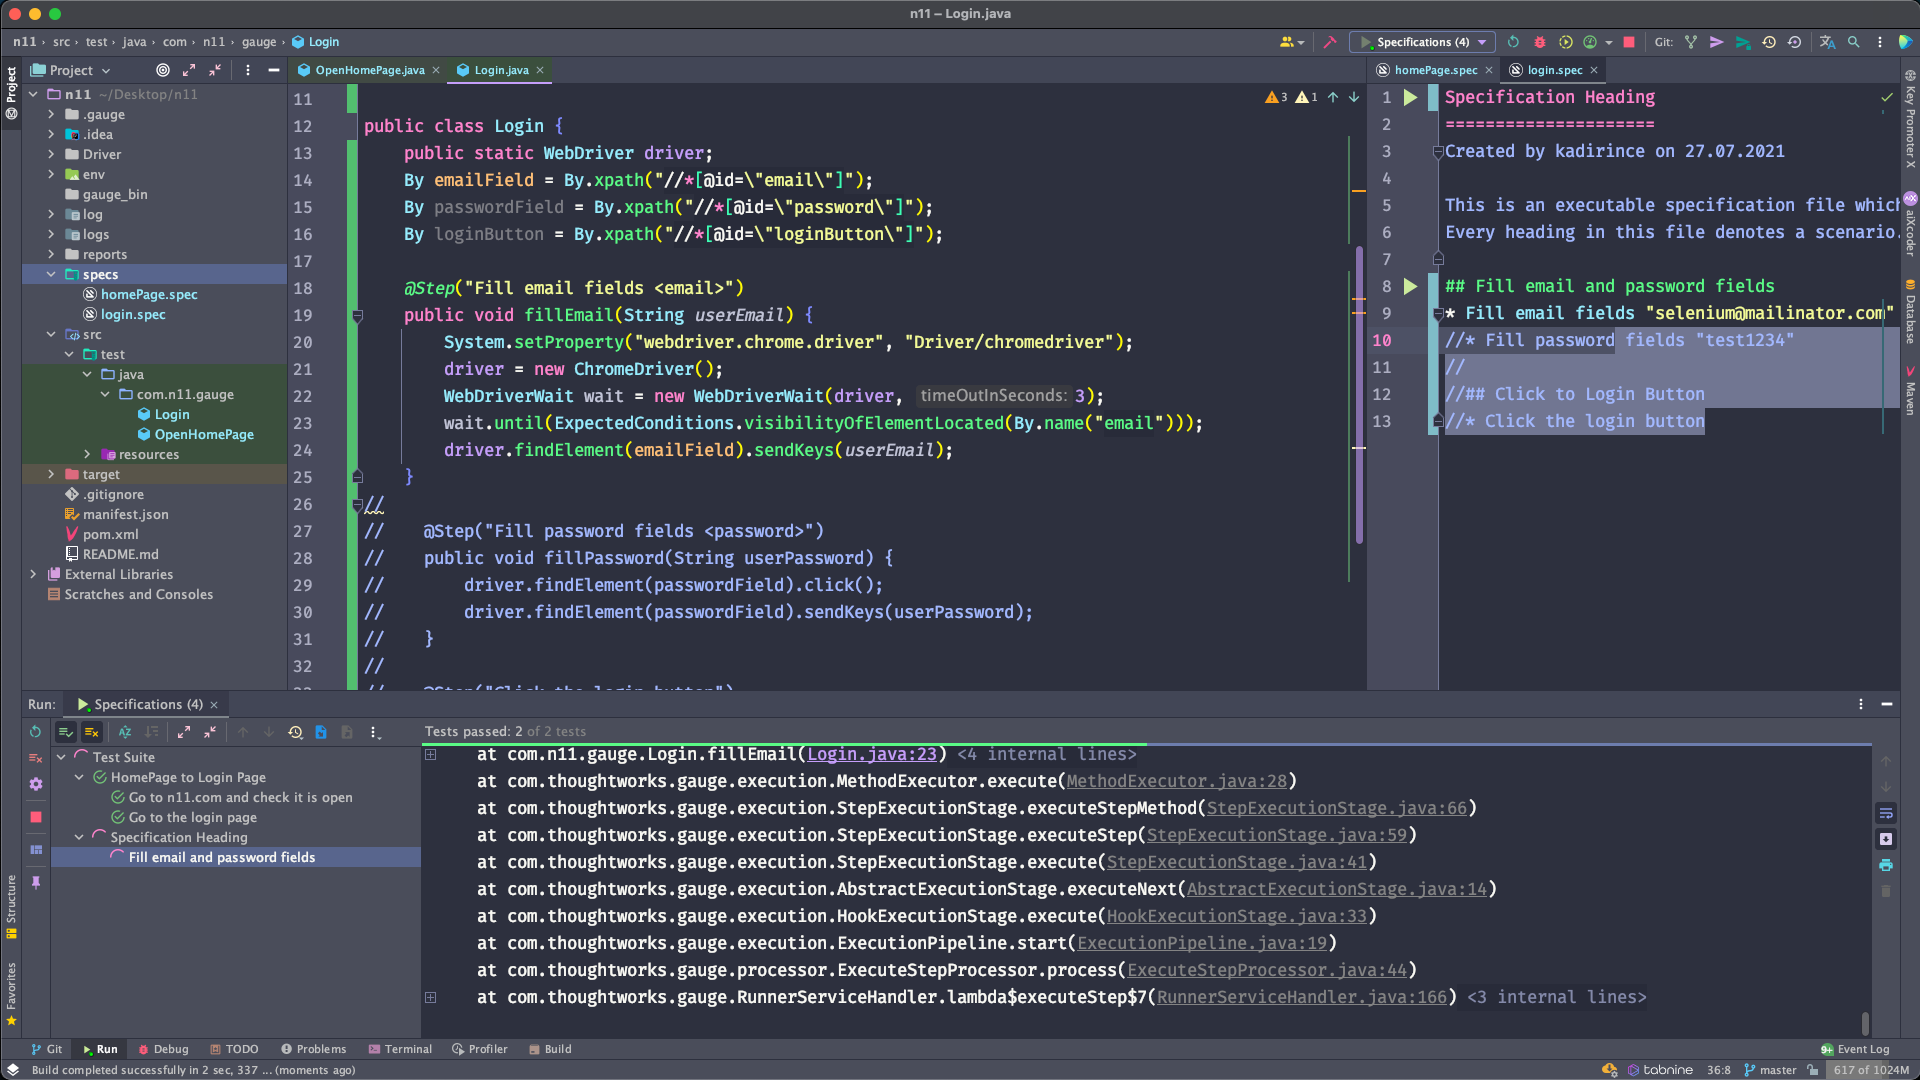 n11 – Login.java
n11 › src › test › java › com › n11 › gauge › Login
Specifications (4)
Git:
Project
OpenHomePage.java
Login.java
homePage.spec
login.spec
Project
n11 ~/Desktop/n11
.gauge
.idea
Driver
env
gauge_bin
log
logs
reports
specs
homePage.spec
login.spec
src
test
java
com.n11.gauge
Login
OpenHomePage
resources
target
.gitignore
manifest.json
pom.xml
README.md
External Libraries
Scratches and Consoles
3 1
11
12 public class Login {
13 public static WebDriver driver;
14 By emailField = By.xpath("//*[@id=\"email\"]");
15 By passwordField = By.xpath("//*[@id=\"password\"]");
16 By loginButton = By.xpath("//*[@id=\"loginButton\"]");
17
18 @Step("Fill email fields <email>")
19 public void fillEmail(String userEmail) {
20 System.setProperty("webdriver.chrome.driver", "Driver/chromedriver");
21 driver = new ChromeDriver();
22 WebDriverWait wait = new WebDriverWait(driver, timeOutInSeconds: 3);
23 wait.until(ExpectedConditions.visibilityOfElementLocated(By.name("email")));
24 driver.findElement(emailField).sendKeys(userEmail);
25 }
26 //
27 // @Step("Fill password fields <password>")
28 // public void fillPassword(String userPassword) {
29 // driver.findElement(passwordField).click();
30 // driver.findElement(passwordField).sendKeys(userPassword);
31 // }
32 //
// @Step("Click the login button")
1 Specification Heading
2 =====================
3 Created by kadirince on 27.07.2021
4
5 This is an executable specification file whic
6 Every heading in this file denotes a scenario.
7
8 ## Fill email and password fields
9 * Fill email fields "selenium@mailinator.com"
10 //* Fill password fields "test1234"
11 //
12 //## Click to Login Button
13 //* Click the login button
Key Promoter X
aiXcoder
Database
Maven
Run:
Specifications (4)
Tests passed: 2 of 2 tests
Test Suite
HomePage to Login Page
Go to n11.com and check it is open
Go to the login page
Specification Heading
Fill email and password fields
at com.n11.gauge.Login.fillEmail(Login.java:23) <4 internal lines>
at com.thoughtworks.gauge.execution.MethodExecutor.execute(MethodExecutor.java:28)
at com.thoughtworks.gauge.execution.StepExecutionStage.executeStepMethod(StepExecutionStage.java:66)
at com.thoughtworks.gauge.execution.StepExecutionStage.executeStep(StepExecutionStage.java:59)
at com.thoughtworks.gauge.execution.StepExecutionStage.execute(StepExecutionStage.java:41)
at com.thoughtworks.gauge.execution.AbstractExecutionStage.executeNext(AbstractExecutionStage.java:14)
at com.thoughtworks.gauge.execution.HookExecutionStage.execute(HookExecutionStage.java:33)
at com.thoughtworks.gauge.execution.ExecutionPipeline.start(ExecutionPipeline.java:19)
at com.thoughtworks.gauge.processor.ExecuteStepProcessor.process(ExecuteStepProcessor.java:44)
at com.thoughtworks.gauge.RunnerServiceHandler.lambda$executeStep$7(RunnerServiceHandler.java:166) <3 internal lines>
Structure
Favorites
Git
Run
Debug
TODO
Problems
Terminal
Profiler
Build
9+ Event Log
Build completed successfully in 2 sec, 337 ... (moments ago)
tabnine
36:8
master
617 of 1024M